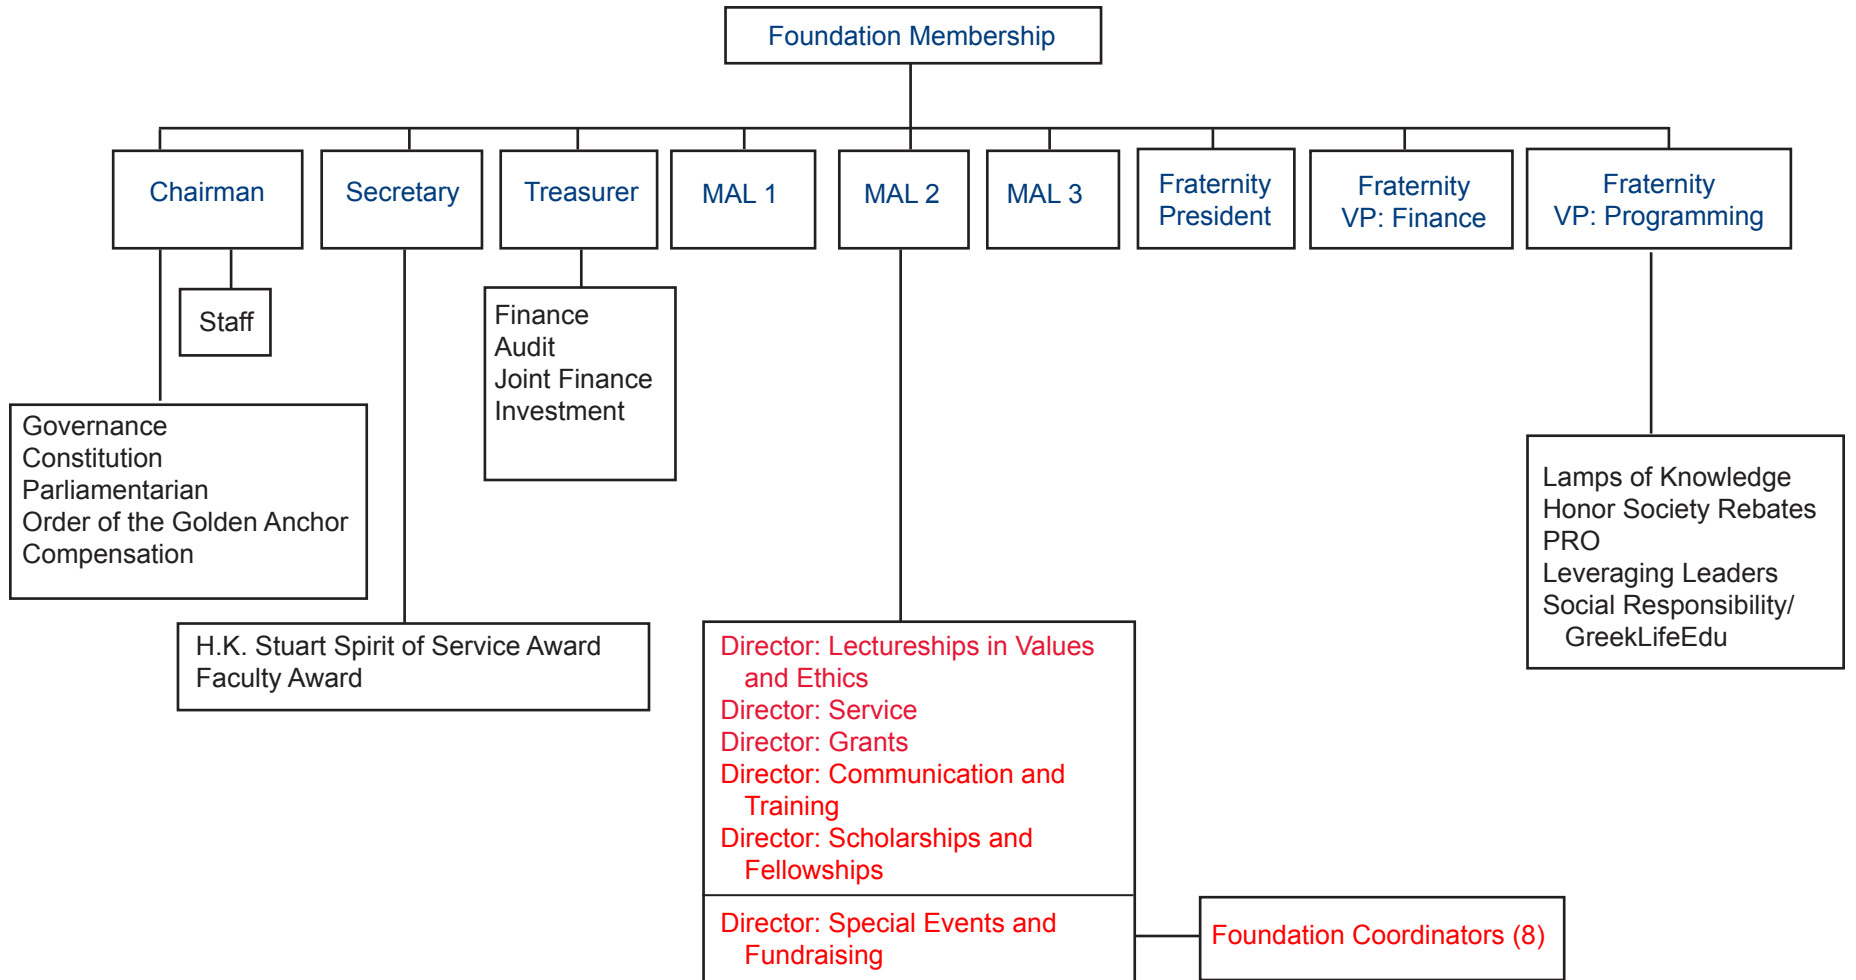 Foundation Membership
Chairman
Secretary
Treasurer
MAL 1
MAL 2
MAL 3
Fraternity
President
Fraternity
VP: Finance
Fraternity
VP: Programming
Staff
Finance
Audit
Joint Finance
Investment
Governance
Constitution
Parliamentarian
Order of the Golden Anchor
Compensation
Lamps of Knowledge
Honor Society Rebates
PRO
Leveraging Leaders
Social Responsibility/
GreekLifeEdu
H.K. Stuart Spirit of Service Award
Faculty Award
Director: Lectureships in Values
and Ethics
Director: Service
Director: Grants
Director: Communication and
Training
Director: Scholarships and
Fellowships
Director: Special Events and
Fundraising
Foundation Coordinators (8)